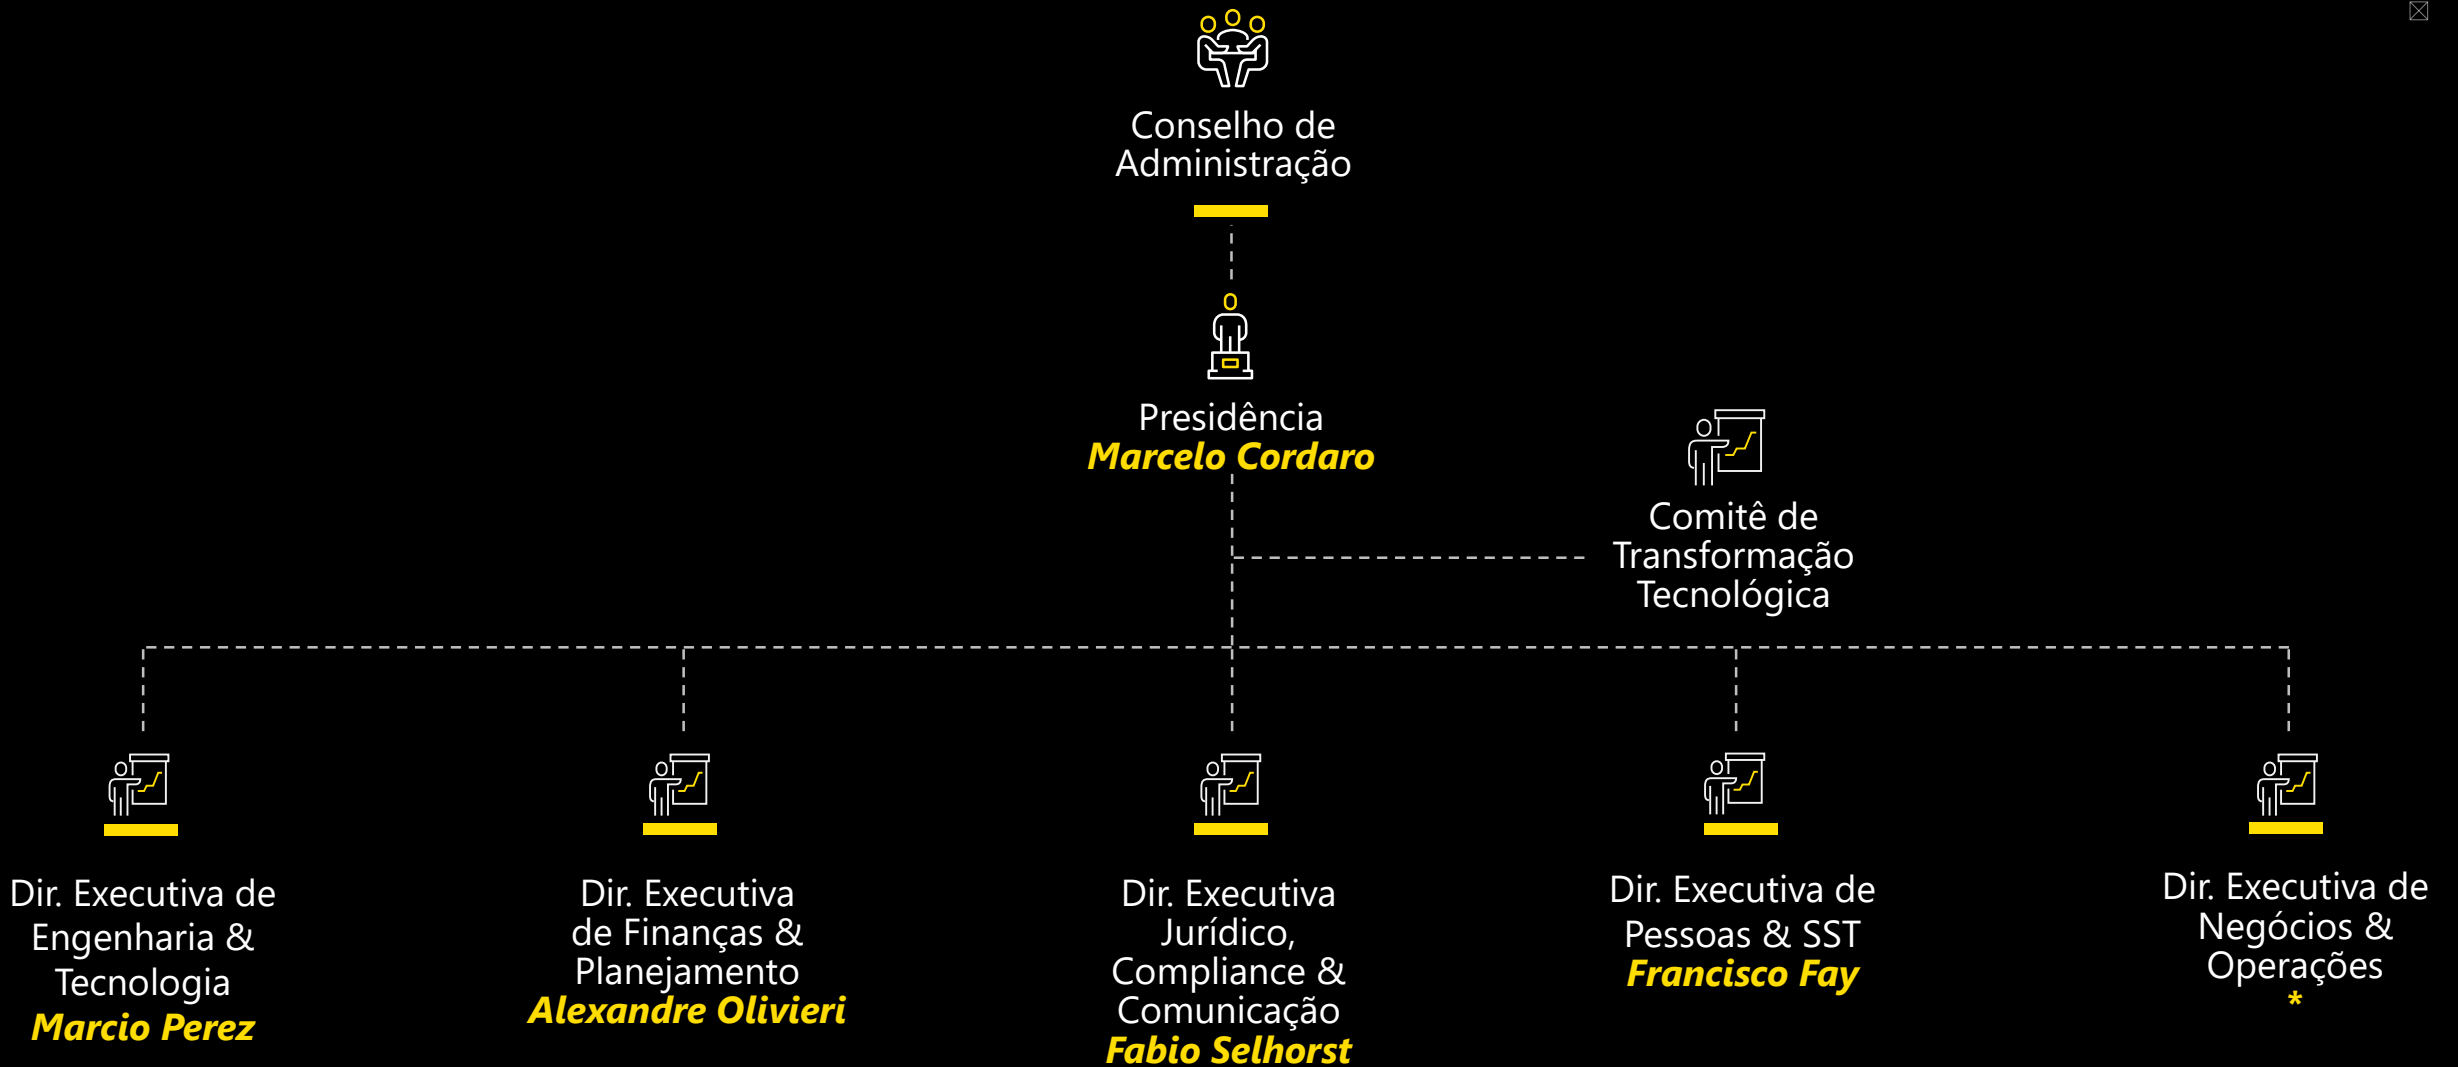 Conselho de
Administração
Presidência
Marcelo Cordaro
Comitê de
Transformação
Tecnológica
Dir. Executiva de
Engenharia &
Tecnologia
Marcio Perez
Dir. Executiva
de Finanças &
Planejamento
Alexandre Olivieri
Dir. Executiva
Jurídico,
Compliance &
Comunicação
Fabio Selhorst
Dir. Executiva de
Pessoas & SST
Francisco Fay
Dir. Executiva de
Negócios &
Operações
*